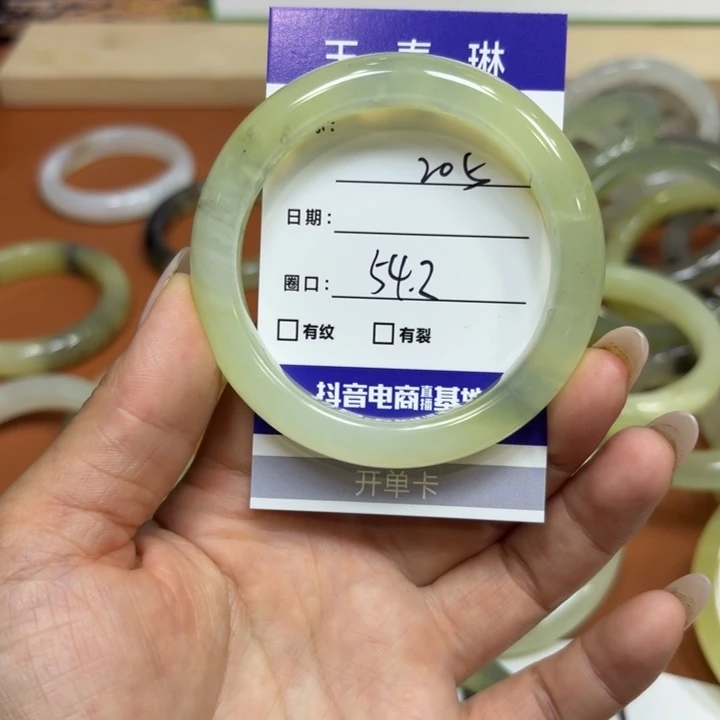 琳
205
日期:
圈口: 54.2
□有纹 □有裂
抖音电商直播基地
开单卡